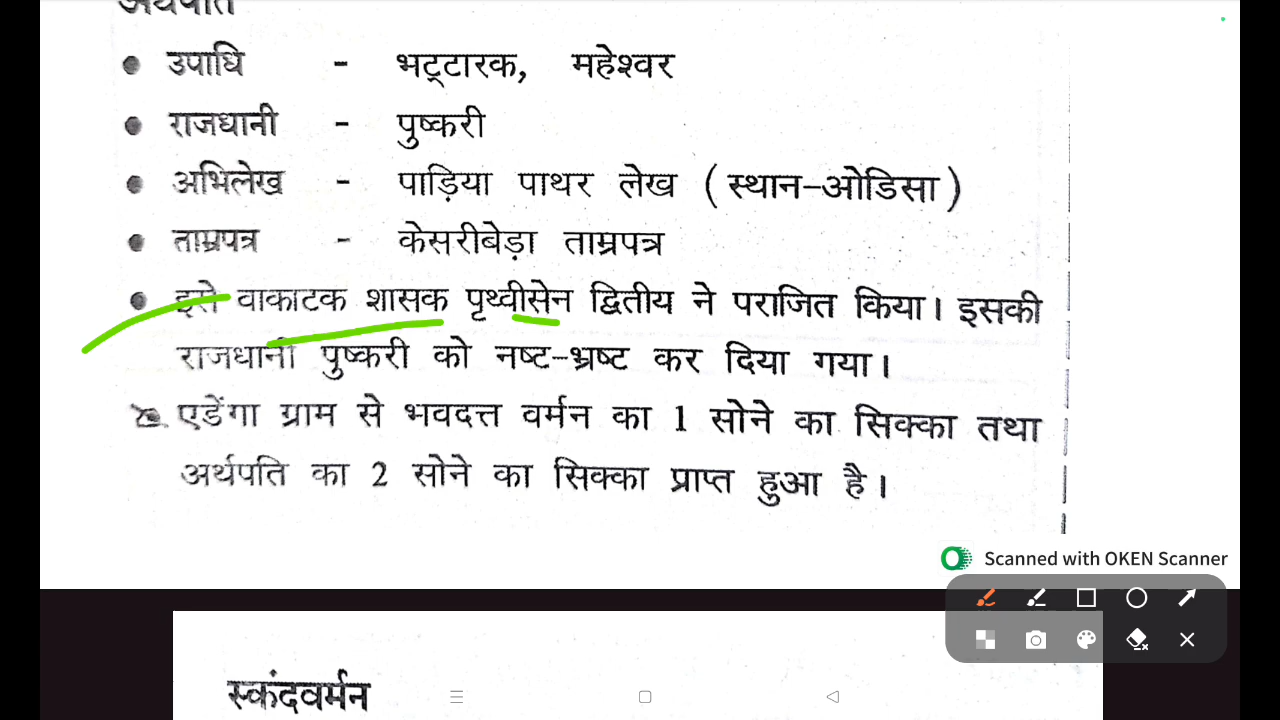 अर्थपति
• उपाधि - भट्टारक, महेश्वर
• राजधानी - पुष्करी
• अभिलेख - पाड़िया पाथर लेख (स्थान-ओडिसा)
• ताम्रपत्र - केसरीबेड़ा ताम्रपत्र
• इसे वाकाटक शासक पृथ्वीसेन द्वितीय ने पराजित किया। इसकी
राजधानी पुष्करी को नष्ट-भ्रष्ट कर दिया गया।
एडेंगा ग्राम से भवदत्त वर्मन का 1 सोने का सिक्का तथा
अर्थपति का 2 सोने का सिक्का प्राप्त हुआ है।
Scanned with OKEN Scanner
स्कंदवर्मन